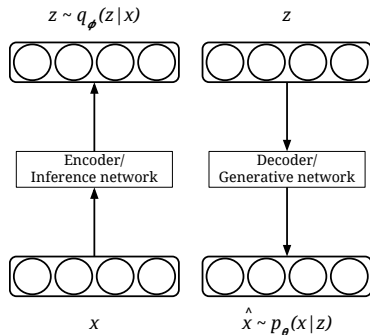 z ~ q_ϕ(z|x)
z
Encoder/
Inference network
Decoder/
Generative network
x
x̂ ~ p_θ(x|z)